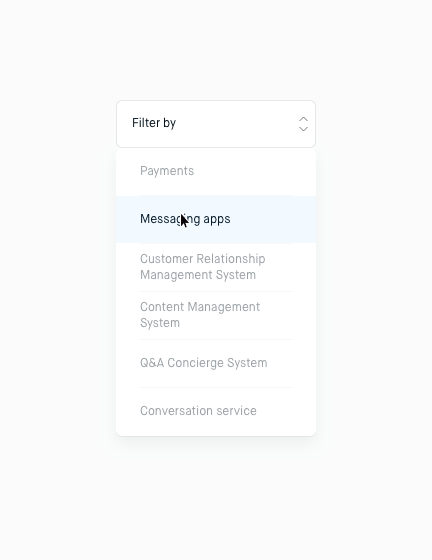 Filter by
Payments
Messaging apps
Customer Relationship
Management System
Content Management
System
Q&A Concierge System
Conversation service